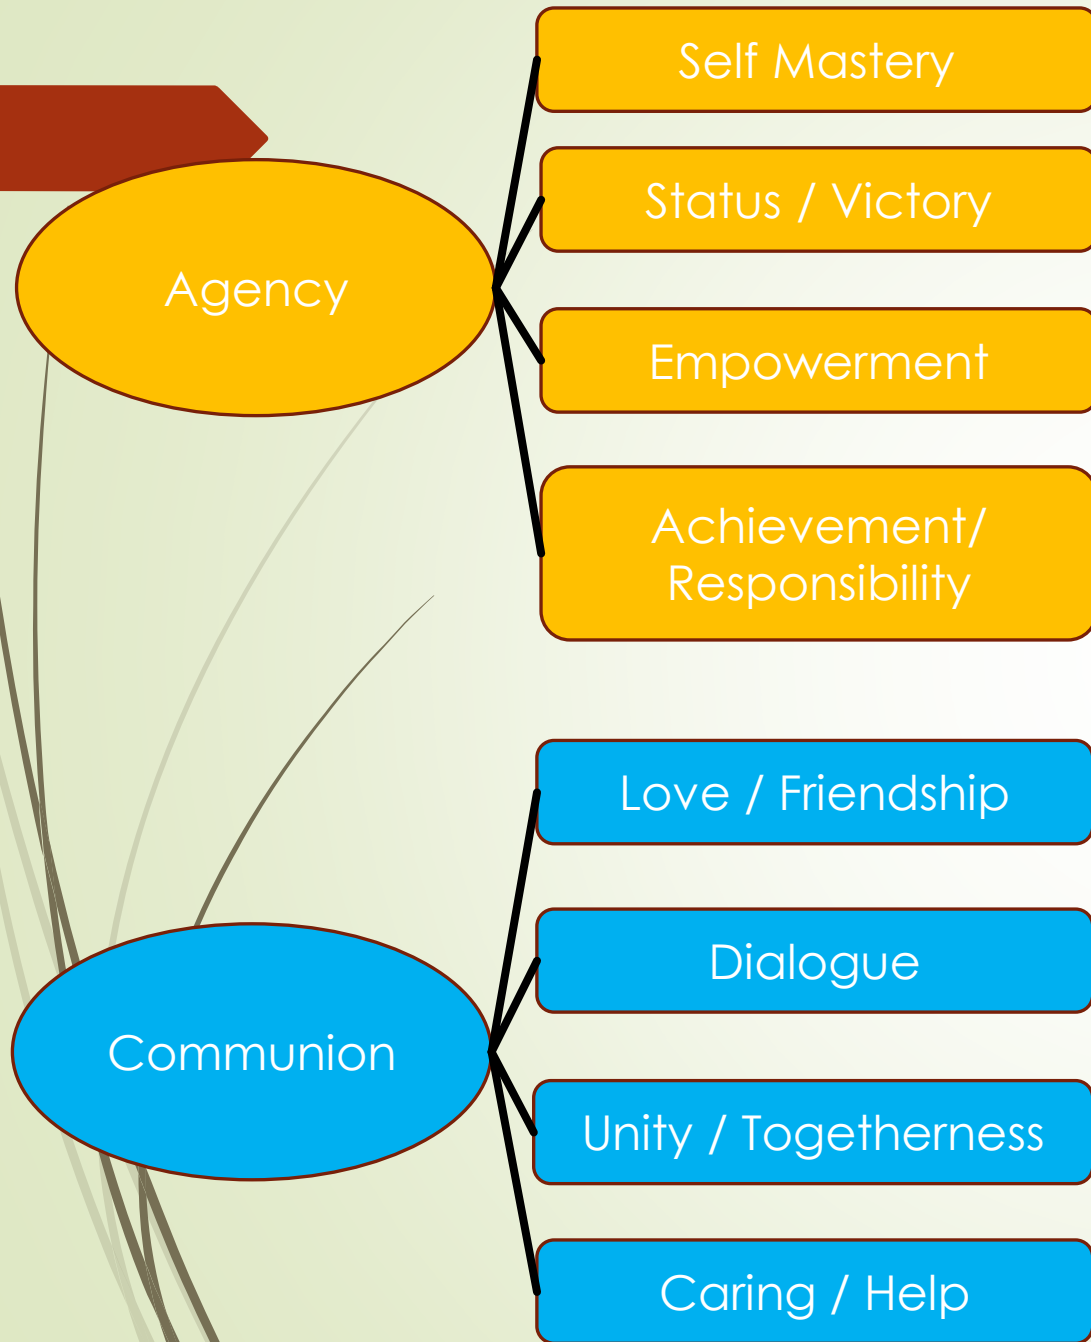 Agency
Self Mastery
Status / Victory
Empowerment
Achievement/
Responsibility
Communion
Love / Friendship
Dialogue
Unity / Togetherness
Caring / Help